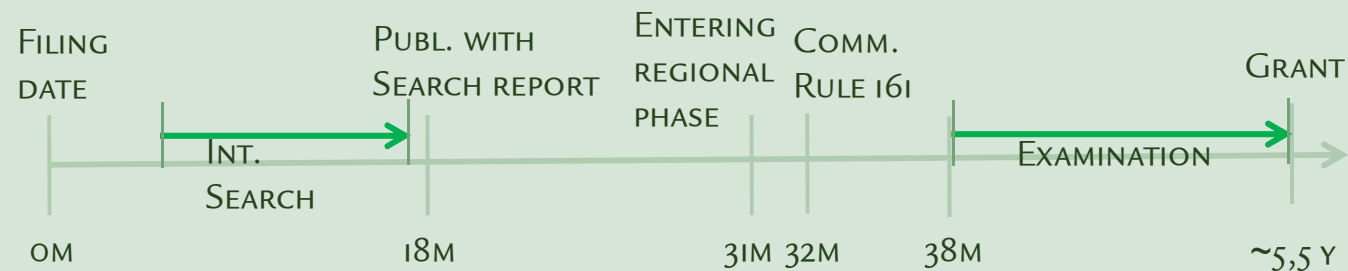 Filing
date
Publ. with
Search report
Entering
regional
phase
Comm.
Rule 161
Grant
Int.
Search
Examination
0m
18m
31m
32m
38m
~5,5 y